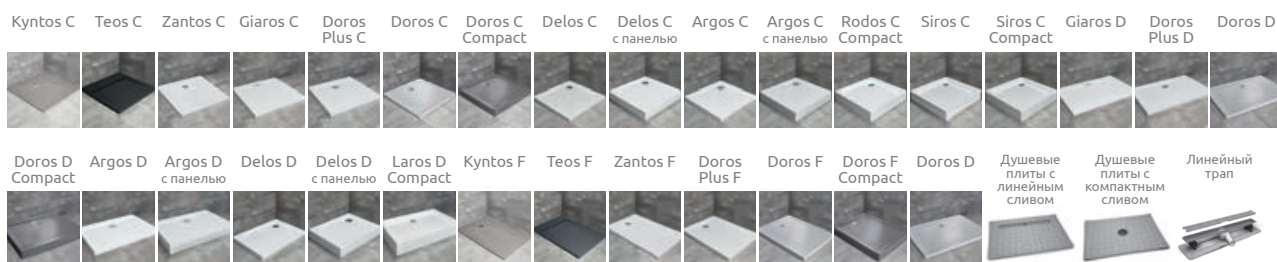 Kyntos C
Teos C
Zantos C
Giaros C
Doros
Plus C
Doros C
Doros C
Compact
Delos C
Delos C
с панелью
Argos C
Argos C
с панелью
Rodos C
Compact
Siros C
Siros C
Compact
Giaros D
Doros
Plus D
Doros D
Doros D
Compact
Argos D
Argos D
с панелью
Delos D
Delos D
с панелью
Laros D
Compact
Kyntos F
Teos F
Zantos F
Doros
Plus F
Doros F
Doros F
Compact
Doros D
Душевые
плиты с
линейным
сливом
Душевые
плиты с
компактным
сливом
Линейный
трап